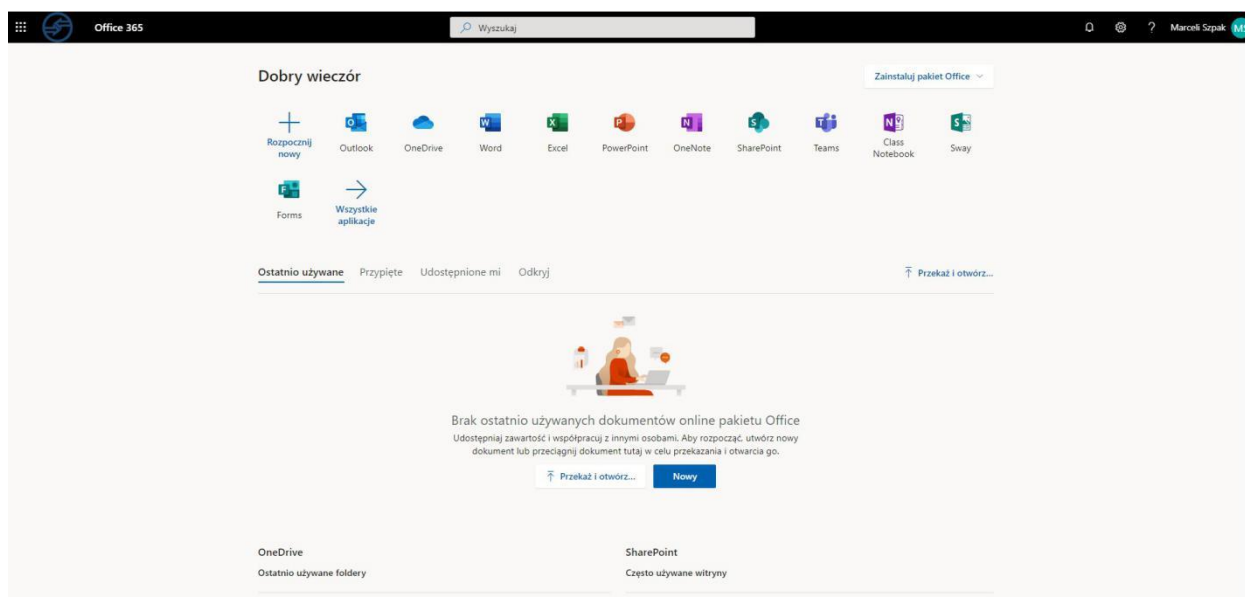 Office 365
Wyszukaj
Marceli Szpak
Dobry wieczór
Zainstaluj pakiet Office
Rozpocznij
nowy
Outlook
OneDrive
Word
Excel
PowerPoint
OneNote
SharePoint
Teams
Class
Notebook
Sway
Forms
Wszystkie
aplikacje
Ostatnio używane Przypięte Udostępnione mi Odkryj
Przekaż i otwórz...
Brak ostatnio używanych dokumentów online pakietu Office
Udostępniaj zawartość i współpracuj z innymi osobami. Aby rozpocząć, utwórz nowy
dokument lub przeciągnij dokument tutaj w celu przekazania i otwarcia go.
Przekaż i otwórz...
Nowy
OneDrive
Ostatnio używane foldery
SharePoint
Często używane witryny